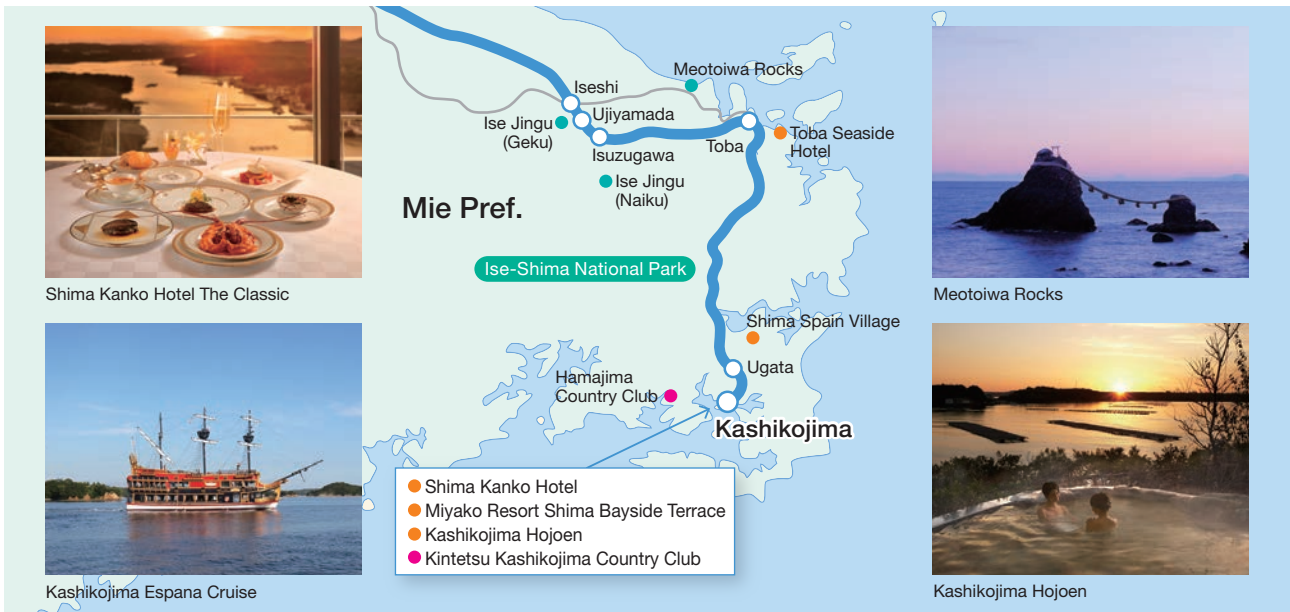 Shima Kanko Hotel The Classic
Kashikojima Espana Cruise
Iseshi
Ujiyamada
Ise Jingu
(Geku)
Isuzugawa
Ise Jingu
(Naiku)
Meotoiwa Rocks
Toba
Toba Seaside
Hotel
Mie Pref.
Ise-Shima National Park
Shima Spain Village
Ugata
Hamajima
Country Club
Kashikojima
Shima Kanko Hotel
Miyako Resort Shima Bayside Terrace
Kashikojima Hojoen
Kintetsu Kashikojima Country Club
Meotoiwa Rocks
Kashikojima Hojoen